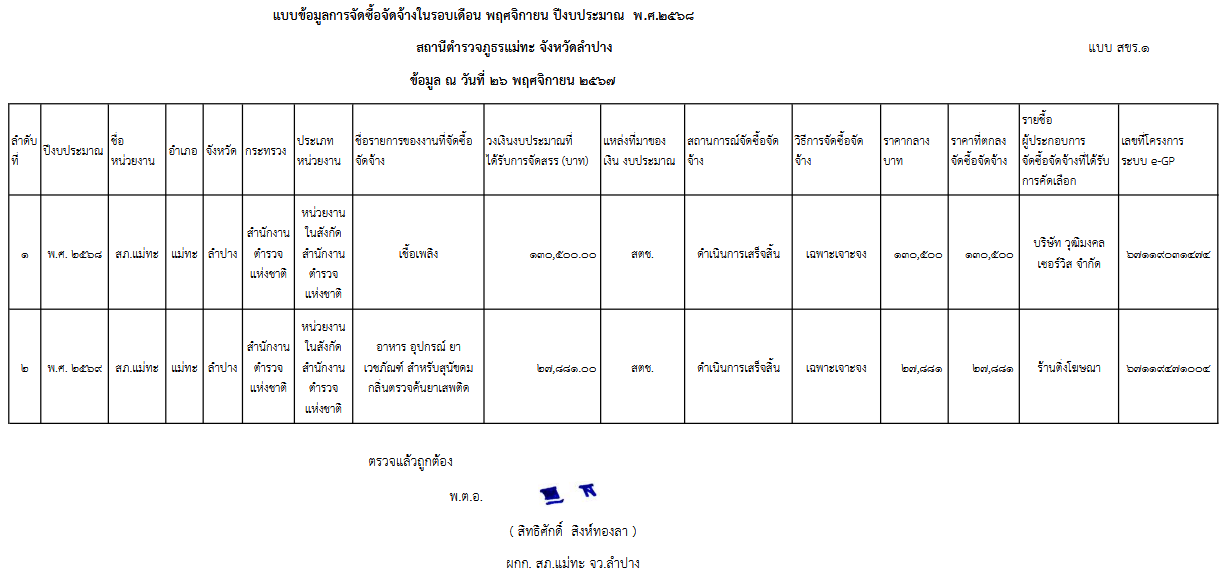 แบบข้อมูลการจัดซื้อจัดจ้างในรอบเดือน พฤศจิกายน ปีงบประมาณ พ.ศ.๒๕๖๘
สถานีตำรวจภูธรแม่ทะ จังหวัดลำปาง
แบบ สขร.๑
ข้อมูล ณ วันที่ ๒๖ พฤศจิกายน ๒๕๖๗
ลำดับที่ ปีงบประมาณ ชื่อหน่วยงาน อำเภอ จังหวัด กระทรวง ประเภทหน่วยงาน ชื่อรายการของงานที่จัดซื้อจัดจ้าง วงเงินงบประมาณที่ได้รับการจัดสรร (บาท) แหล่งที่มาของเงิน งบประมาณ สถานการณ์จัดซื้อจัดจ้าง วิธีการจัดซื้อจัดจ้าง ราคากลาง บาท ราคาที่ตกลงจัดซื้อจัดจ้าง รายชื่อผู้ประกอบการจัดซื้อจัดจ้างที่ได้รับการคัดเลือก เลขที่โครงการระบบ e-GP
๑ พ.ศ. ๒๕๖๘ สภ.แม่ทะ แม่ทะ ลำปาง สำนักงานตำรวจแห่งชาติ หน่วยงานในสังกัดสำนักงานตำรวจแห่งชาติ เชื้อเพลิง ๑๓๐,๕๐๐.๐๐ สตช. ดำเนินการเสร็จสิ้น เฉพาะเจาะจง ๑๓๐,๕๐๐ ๑๓๐,๕๐๐ บริษัท วุฒิมงคล เซอร์วิส จำกัด ๖๗๑๑๙๐๓๑๔๗๔
๒ พ.ศ. ๒๕๖๙ สภ.แม่ทะ แม่ทะ ลำปาง สำนักงานตำรวจแห่งชาติ หน่วยงานในสังกัดสำนักงานตำรวจแห่งชาติ อาหาร อุปกรณ์ ยา เวชภัณฑ์ สำหรับสุนัขดมกลิ่นตรวจค้นยาเสพติด ๒๗,๘๘๑.๐๐ สตช. ดำเนินการเสร็จสิ้น เฉพาะเจาะจง ๒๗,๘๘๑ ๒๗,๘๘๑ ร้านติ่งโฆษณา ๖๗๑๑๙๔๗๑๐๐๔
ตรวจแล้วถูกต้อง
พ.ต.อ.
( สิทธิศักดิ์ สิงห์ทองลา )
ผกก. สภ.แม่ทะ จว.ลำปาง